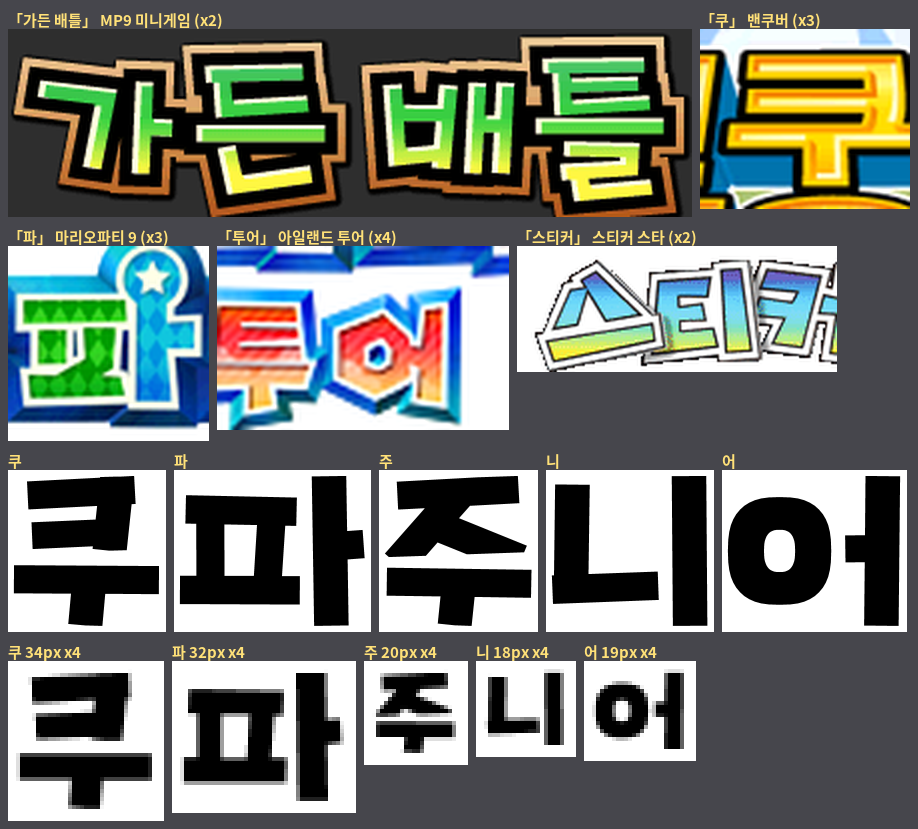 「가든 배틀」 MP9 미니게임 (x2)
「쿠」 밴쿠버 (x3)
가든 배틀
쿠
「파」 마리오파티 9 (x3)
「투어」 아일랜드 투어 (x4)
「스티커」 스티커 스타 (x2)
파
투어
스티커
쿠
파
주
니
어
쿠
파
주
니
어
쿠 34px x4
파 32px x4
주 20px x4
니 18px x4
어 19px x4
쿠
파
주
니
어